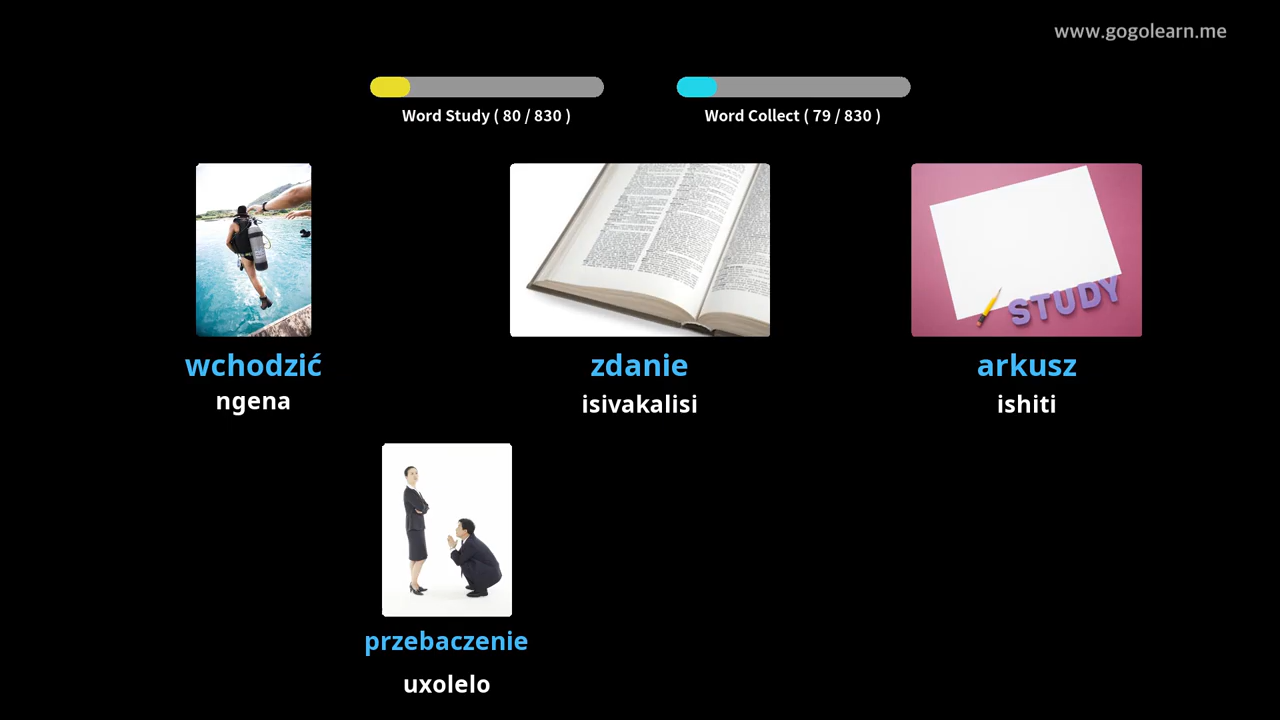 www.gogolearn.me
Word Study ( 80 / 830 )
Word Collect ( 79 / 830 )
STUDY
wchodzić
ngena
zdanie
isivakalisi
arkusz
ishiti
przebaczenie
uxolelo